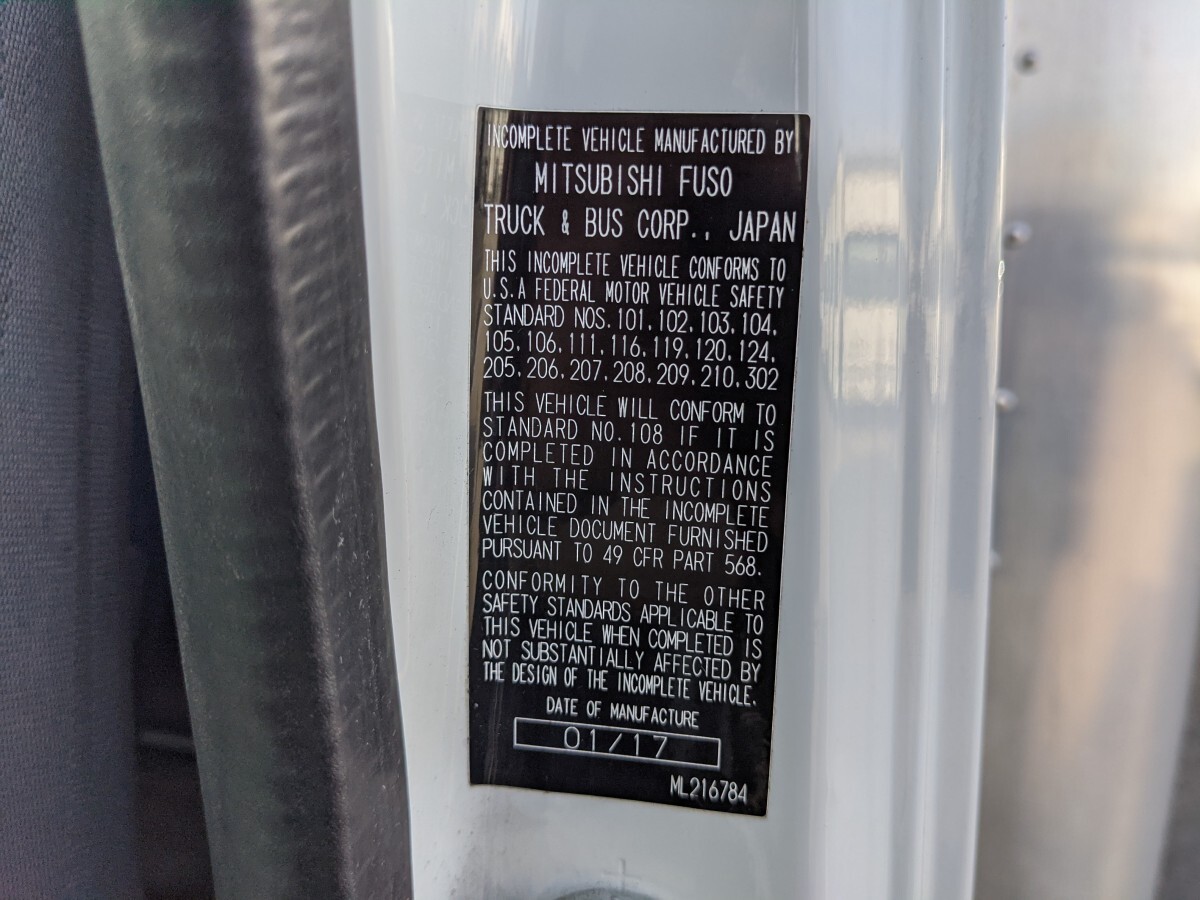 INCOMPLETE VEHICLE MANUFACTURED BY
MITSUBISHI FUSO
TRUCK & BUS CORP., JAPAN
THIS INCOMPLETE VEHICLE CONFORMS TO
U.S.A FEDERAL MOTOR VEHICLE SAFETY
STANDARD NOS. 101, 102, 103, 104,
105, 106, 111, 116, 119, 120, 124,
205, 206, 207, 208, 209, 210, 302
THIS VEHICLE WILL CONFORM TO
STANDARD NO. 108 IF IT IS
COMPLETED IN ACCORDANCE
WITH THE INSTRUCTIONS
CONTAINED IN THE INCOMPLETE
VEHICLE DOCUMENT FURNISHED
PURSUANT TO 49 CFR PART 568.
CONFORMITY TO THE OTHER
SAFETY STANDARDS APPLICABLE TO
THIS VEHICLE WHEN COMPLETED IS
NOT SUBSTANTIALLY AFFECTED BY
THE DESIGN OF THE INCOMPLETE VEHICLE.
DATE OF MANUFACTURE
01/17
ML216784